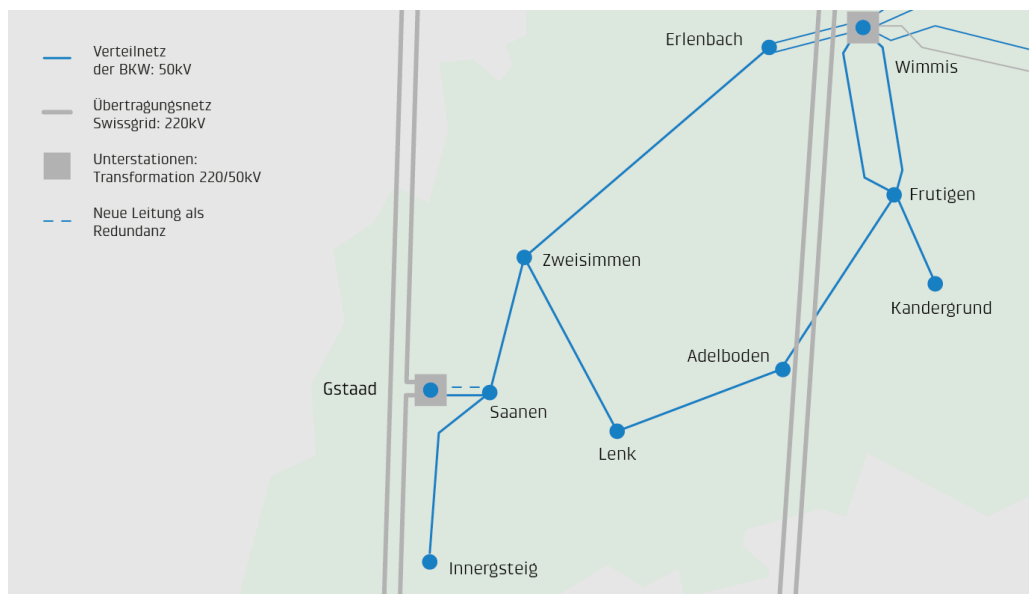 Verteilnetz
der BKW: 50kV
Übertragungsnetz
Swissgrid: 220kV
Unterstationen:
Transformation 220/50kV
Neue Leitung als
Redundanz
Erlenbach
Wimmis
Frutigen
Zweisimmen
Kandergrund
Adelboden
Gstaad
Saanen
Lenk
Innergsteig